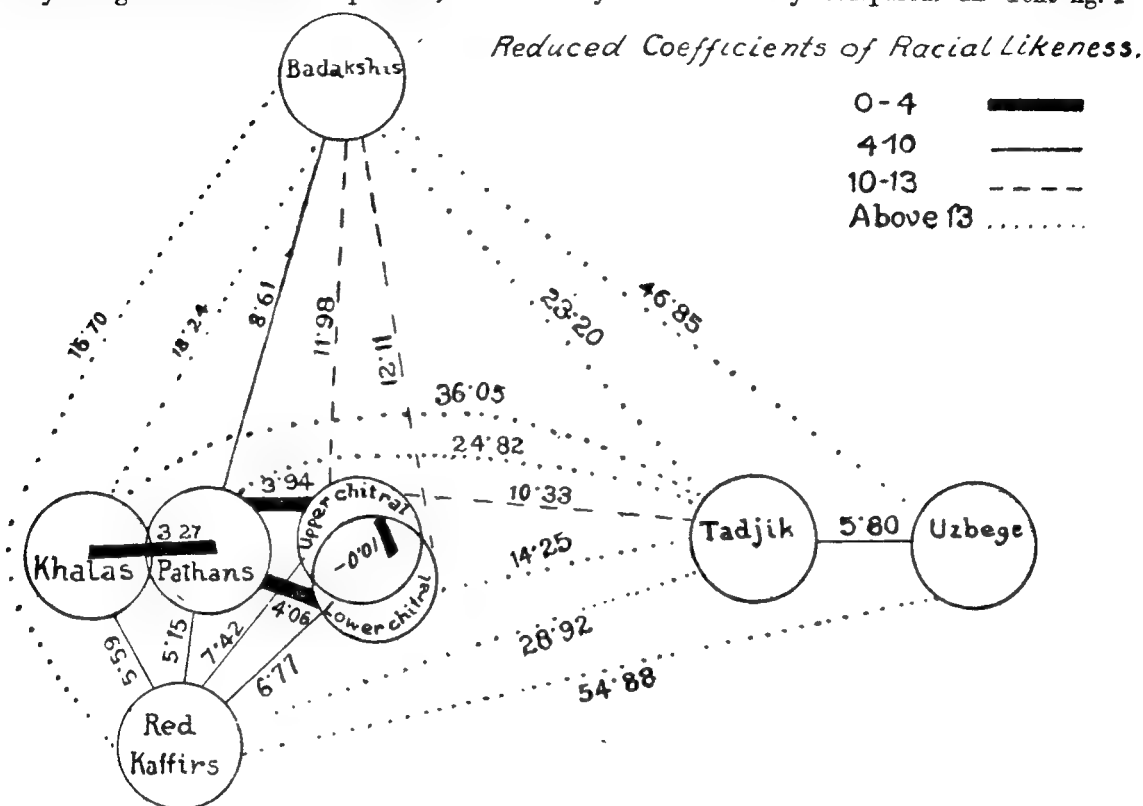 Reduced Coefficients of Racial Likeness.
Badakshis
0-4
4-10
10-13
Above 13
8·61
11·98
12·11
23·20
46·85
18·24
36·05
24·82
3·94
10·33
Upper chitral
3 27
Khalas
Pathans
-0·01
Lower chitral
Tadjik
5·80
Uzbege
14·25
4·06
5·59
5·15
7·42
6·77
28·92
54·88
Red
Kaffirs